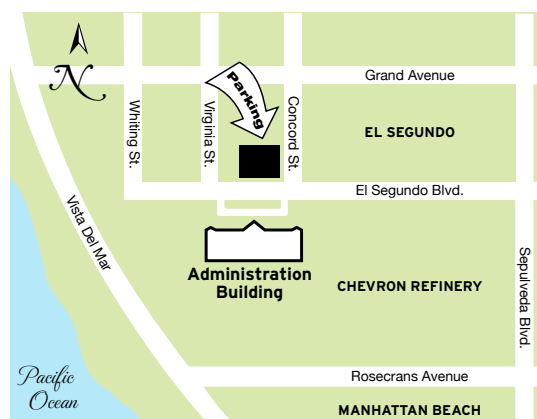 N
Grand Avenue
Parking
Whiting St.
Virginia St.
Concord St.
EL SEGUNDO
El Segundo Blvd.
Vista Del Mar
Administration
Building
CHEVRON REFINERY
Sepulveda Blvd.
Pacific
Ocean
Rosecrans Avenue
MANHATTAN BEACH